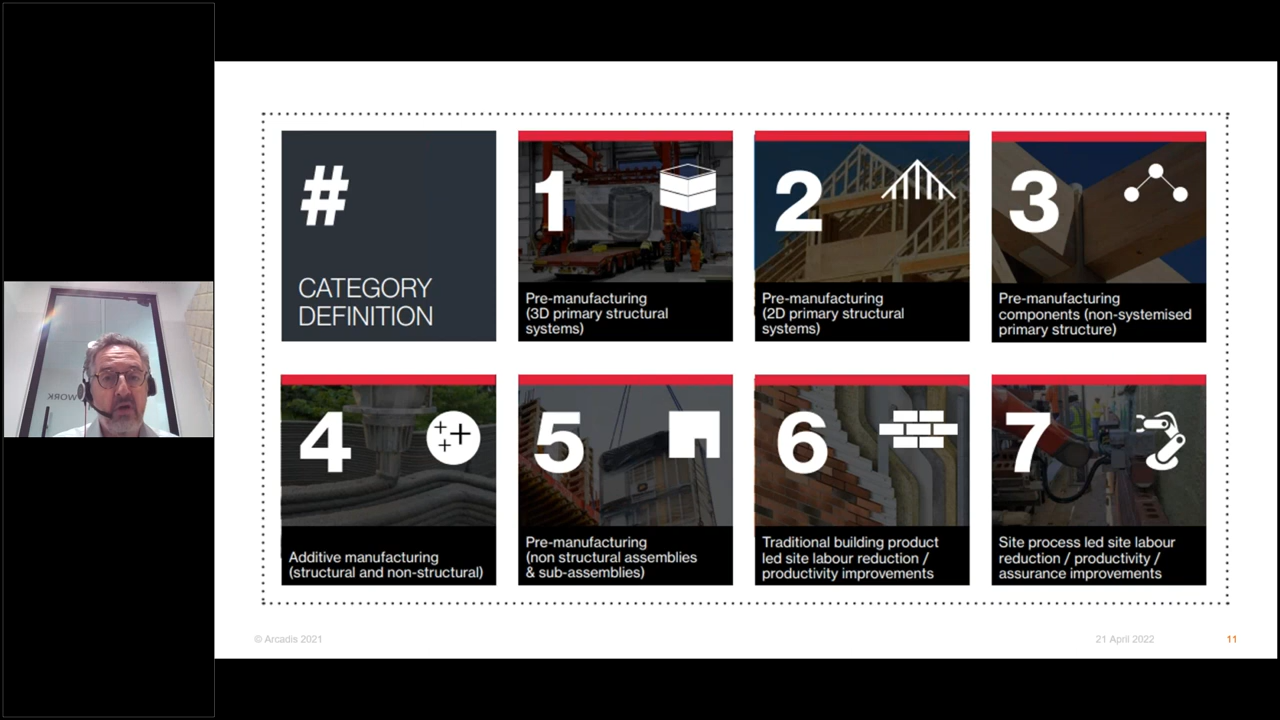 #
CATEGORY
DEFINITION
1
Pre-manufacturing
(3D primary structural
systems)
2
Pre-manufacturing
(2D primary structural
systems)
3
Pre-manufacturing
components (non-systemised
primary structure)
4
Additive manufacturing
(structural and non-structural)
5
Pre-manufacturing
(non structural assemblies
& sub-assemblies)
6
Traditional building product
led site labour reduction /
productivity improvements
7
Site process led site labour
reduction / productivity /
assurance improvements
WORK
© Arcadis 2021
21 April 2022
11